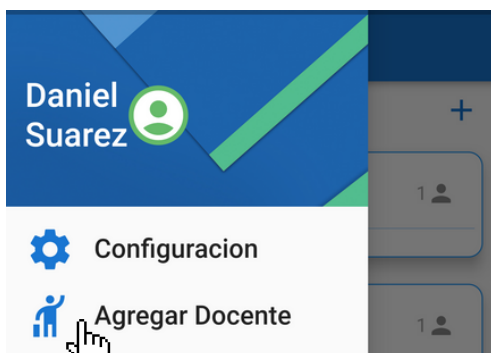 Daniel
Suarez
1
Configuracion
Agregar Docente
1